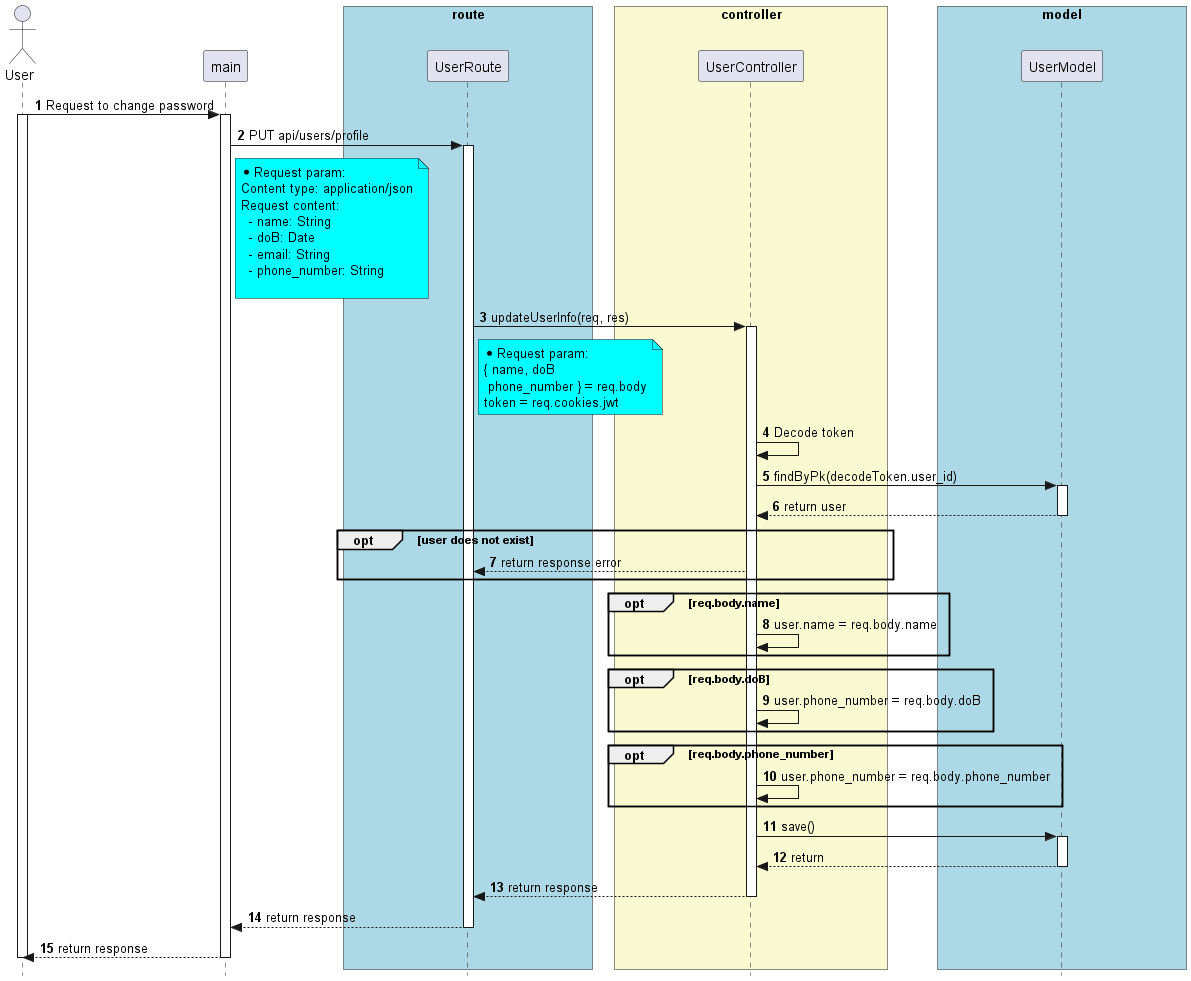 route
controller
model
User
main
UserRoute
UserController
UserModel
1 Request to change password
2 PUT api/users/profile
• Request param:
Content type: application/json
Request content:
- name: String
- doB: Date
- email: String
- phone_number: String
3 updateUserInfo(req, res)
• Request param:
{ name, doB
phone_number } = req.body
token = req.cookies.jwt
4 Decode token
5 findByPk(decodeToken.user_id)
6 return user
opt [user does not exist]
7 return response error
opt [req.body.name]
8 user.name = req.body.name
opt [req.body.doB]
9 user.phone_number = req.body.doB
opt [req.body.phone_number]
10 user.phone_number = req.body.phone_number
11 save()
12 return
13 return response
14 return response
15 return response